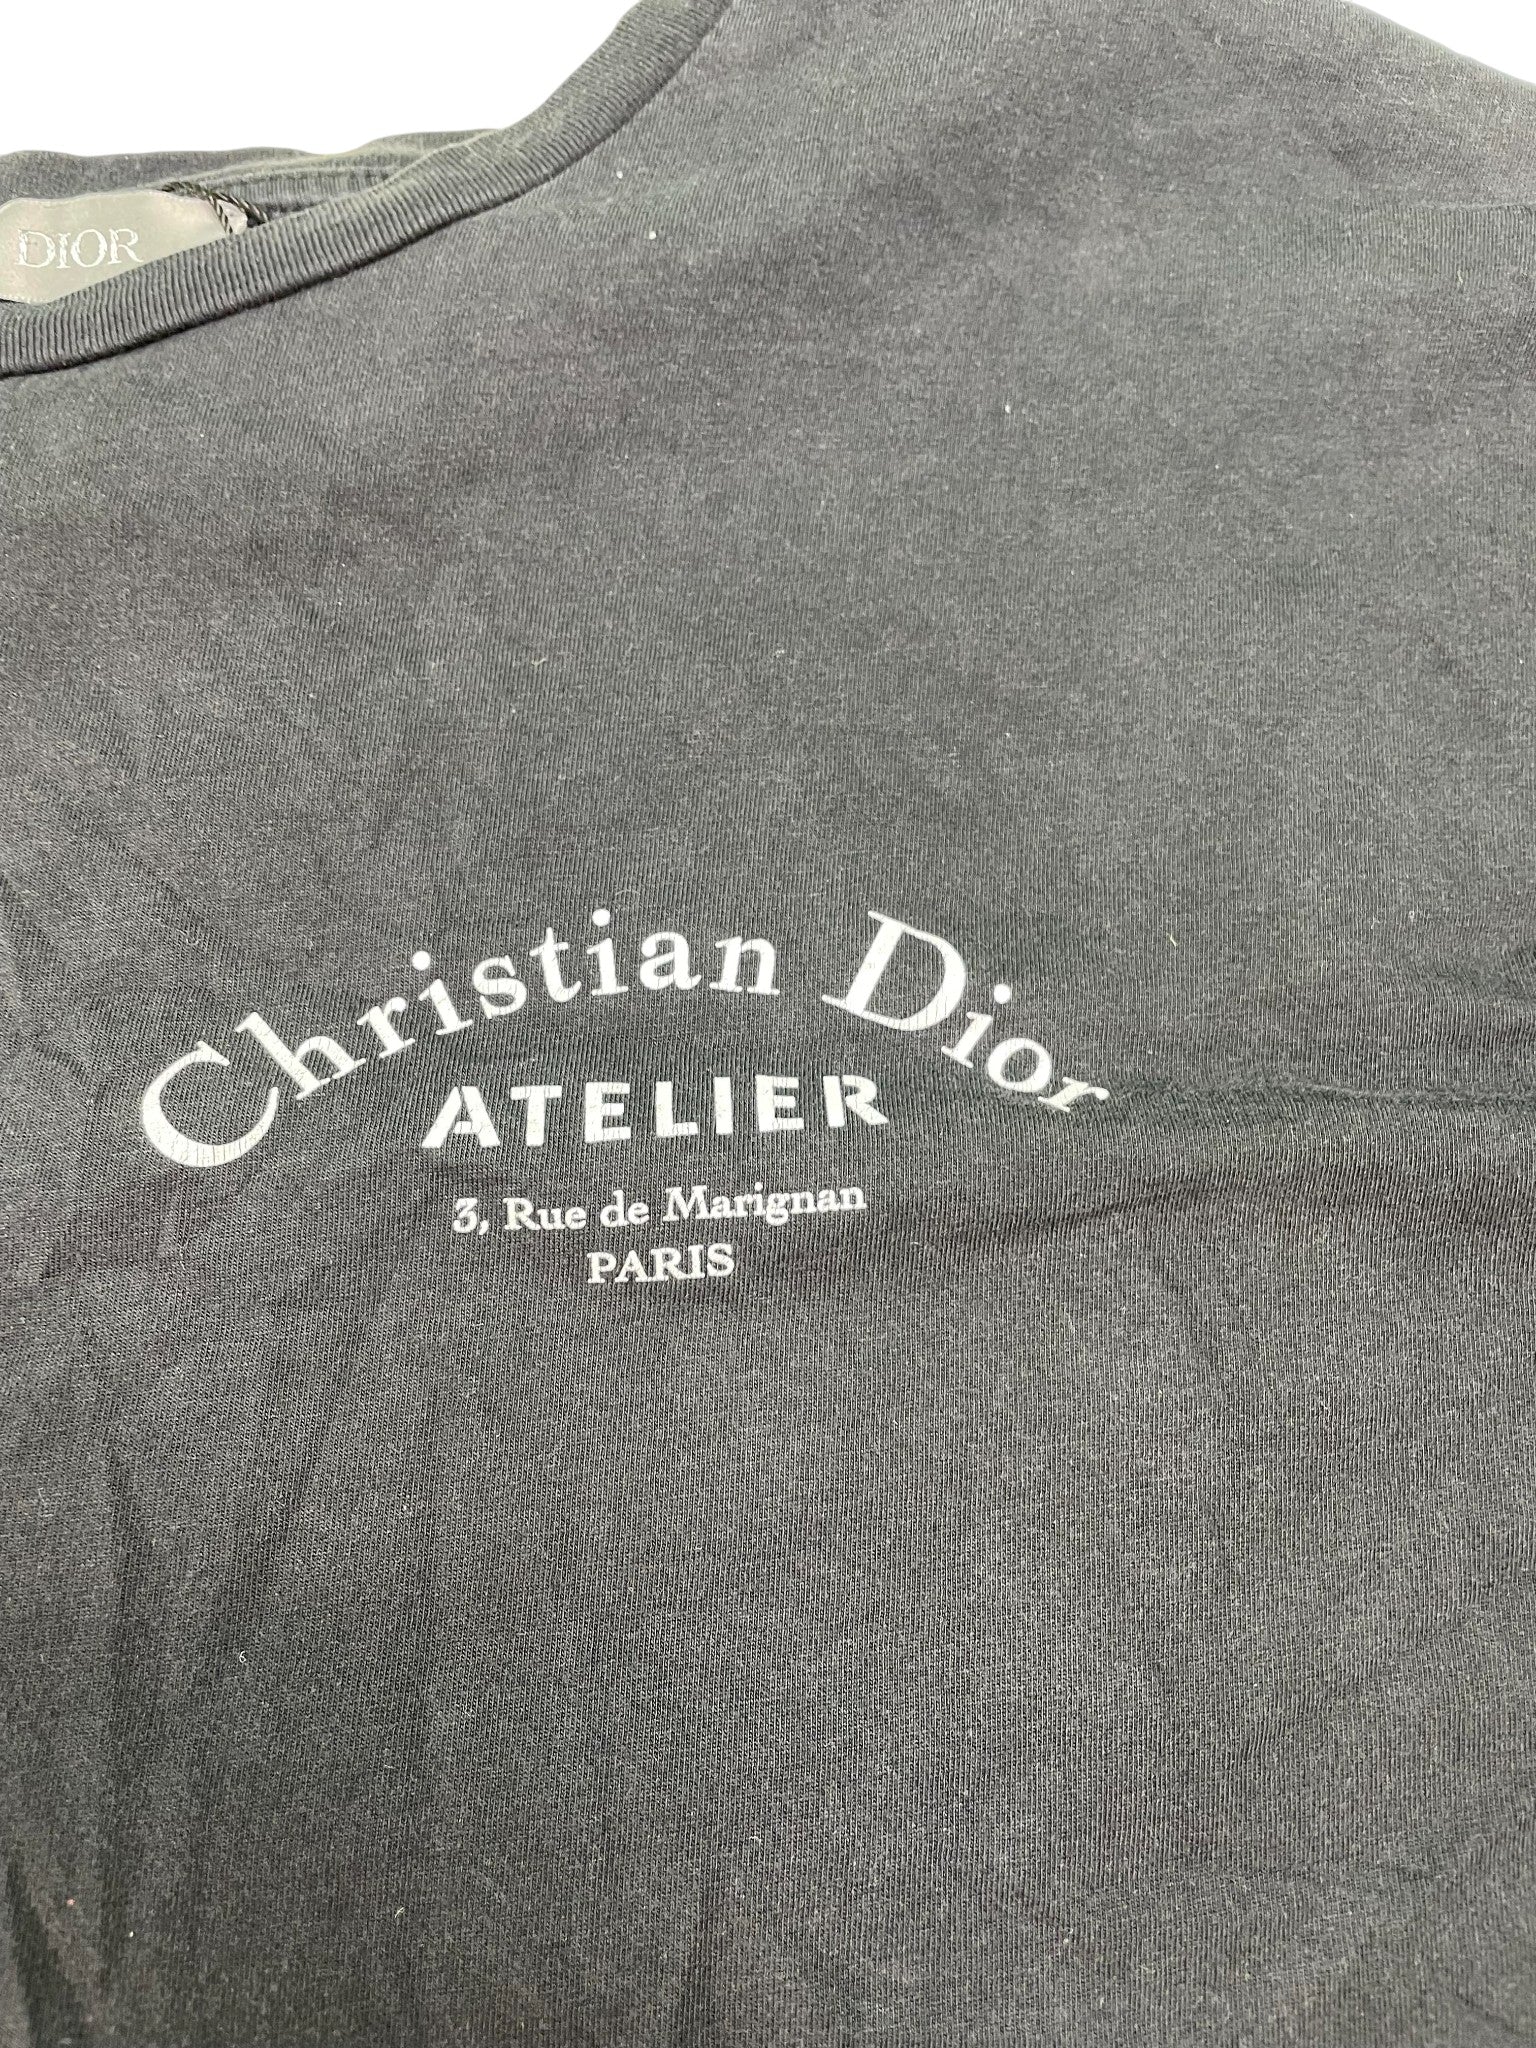 DIOR
Christian Dior
ATELIER
3, Rue de Marignan
PARIS